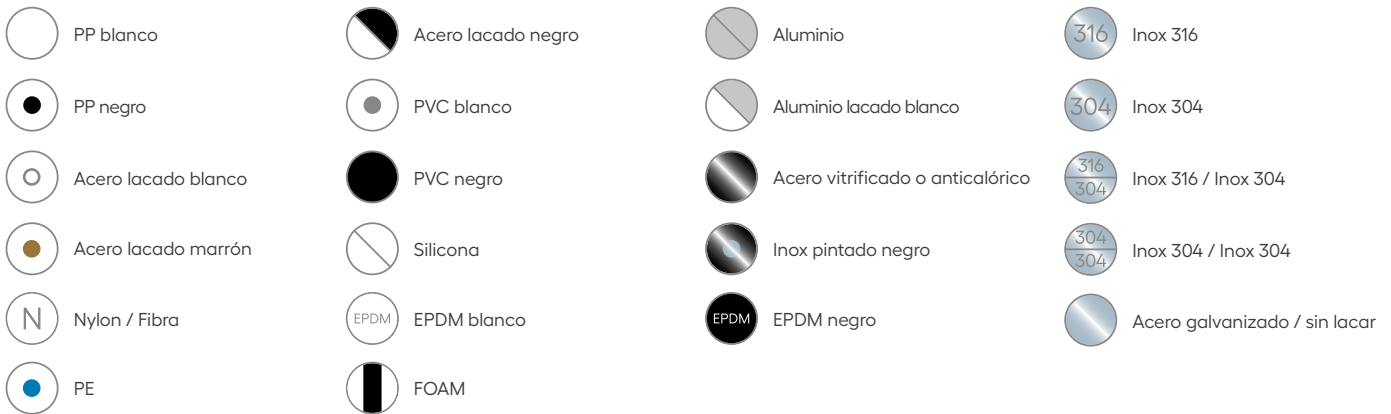 PP blanco
PP negro
Acero lacado blanco
Acero lacado marrón
N
Nylon / Fibra
PE
Acero lacado negro
PVC blanco
PVC negro
Silicona
EPDM
EPDM blanco
FOAM
Aluminio
Aluminio lacado blanco
Acero vitrificado o anticalórico
Inox pintado negro
EPDM
EPDM negro
316
Inox 316
304
Inox 304
316
304
Inox 316 / Inox 304
304
304
Inox 304 / Inox 304
Acero galvanizado / sin lacar